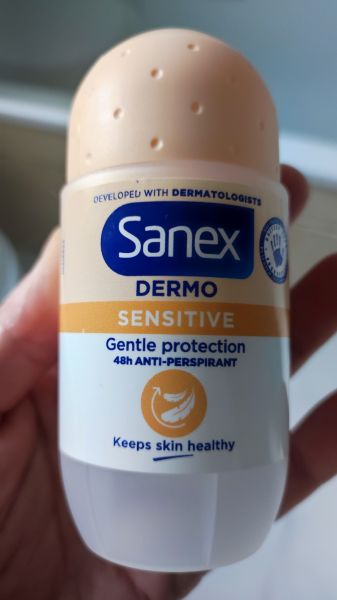 DEVELOPED WITH DERMATOLOGISTS
Sanex
DERMO
SENSITIVE
Gentle protection
48h ANTI-PERSPIRANT
Keeps skin healthy